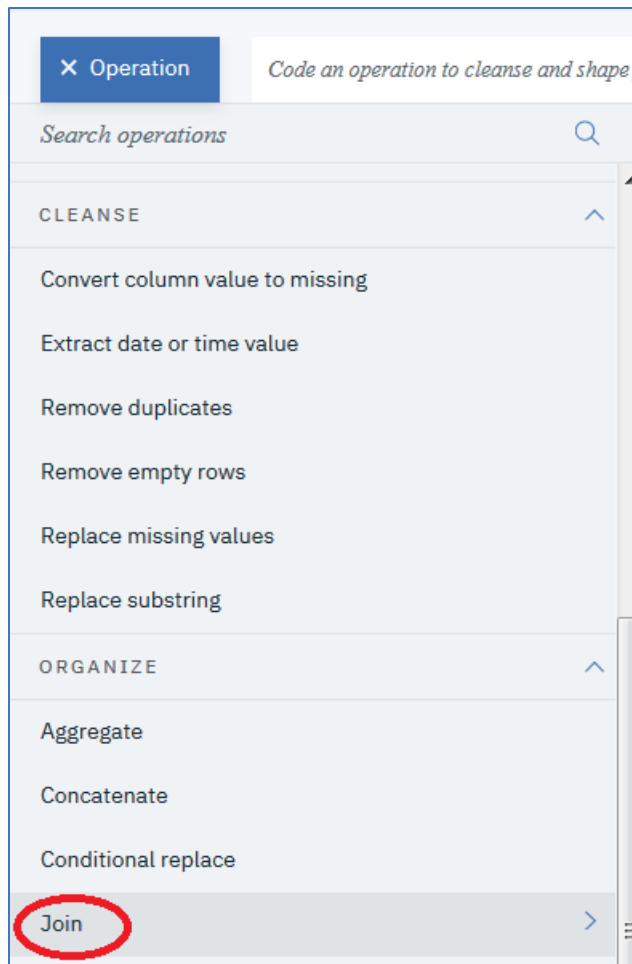 × Operation
Code an operation to cleanse and shape
Search operations
CLEANSE
Convert column value to missing
Extract date or time value
Remove duplicates
Remove empty rows
Replace missing values
Replace substring
ORGANIZE
Aggregate
Concatenate
Conditional replace
Join